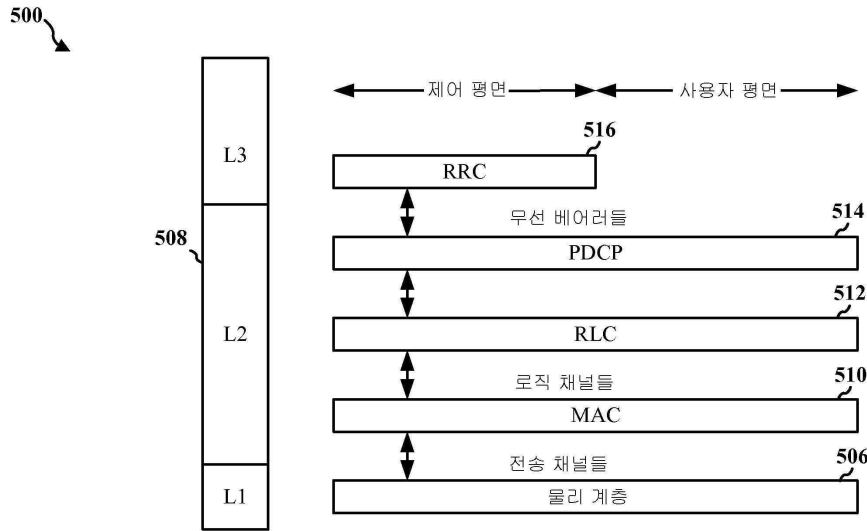 500
제어 평면
사용자 평면
516
L3
RRC
무선 베어러들
508
514
PDCP
512
L2
RLC
로직 채널들
510
MAC
전송 채널들
506
L1
물리 계층